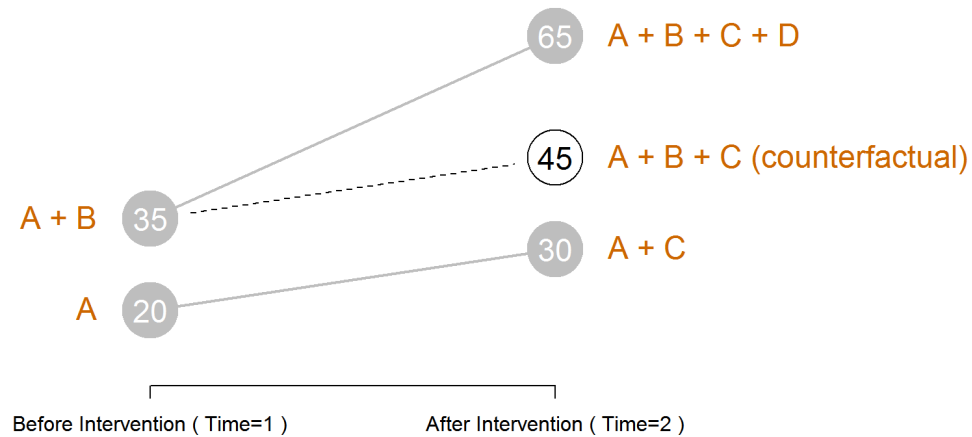 65 A + B + C + D
45 A + B + C (counterfactual)
A + B 35
30 A + C
A 20
Before Intervention ( Time=1 ) After Intervention ( Time=2 )